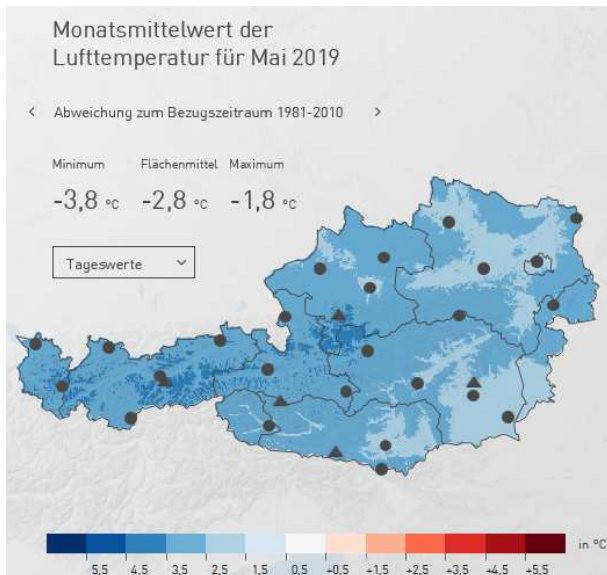 Monatsmittelwert der
Lufttemperatur für Mai 2019
‹ Abweichung zum Bezugszeitraum 1981-2010 ›
Minimum Flächenmittel Maximum
-3,8 °C -2,8 °C -1,8 °C
Tageswerte
in °C
5,5 4,5 3,5 2,5 1,5 0,5 +0,5 +1,5 +2,5 +3,5 +4,5 +5,5